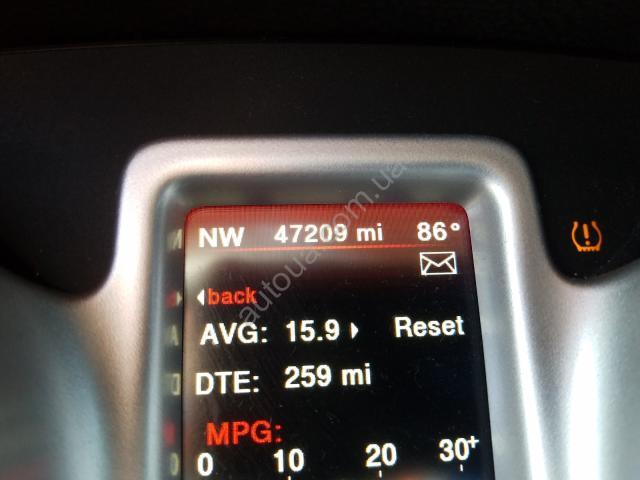 NW 47209 mi 86°
back
AVG: 15.9 Reset
DTE: 259 mi
MPG:
0 10 20 30+
autoua.com.ua